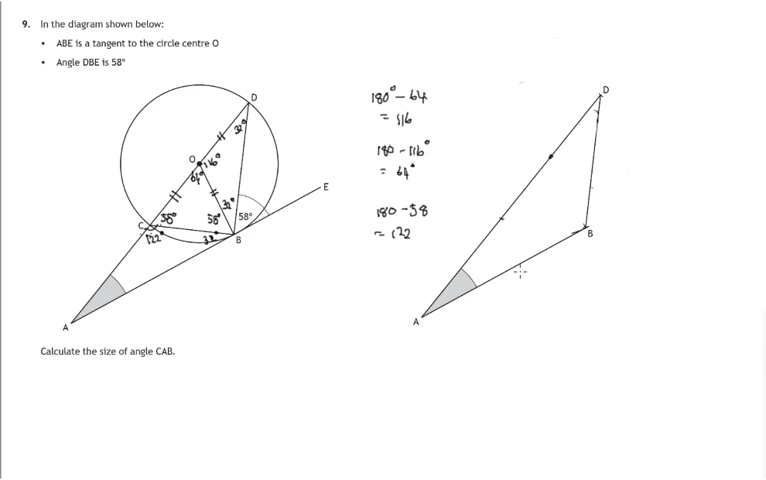 9. In the diagram shown below:
• ABE is a tangent to the circle centre O
• Angle DBE is 58°
D
32°
O
116°
64°
32°
58°
C
58°
58°
122°
B
E
A
180° - 64
= 116
180 - 116°
= 64°
180 - 58
= 122
D
B
A
Calculate the size of angle CAB.